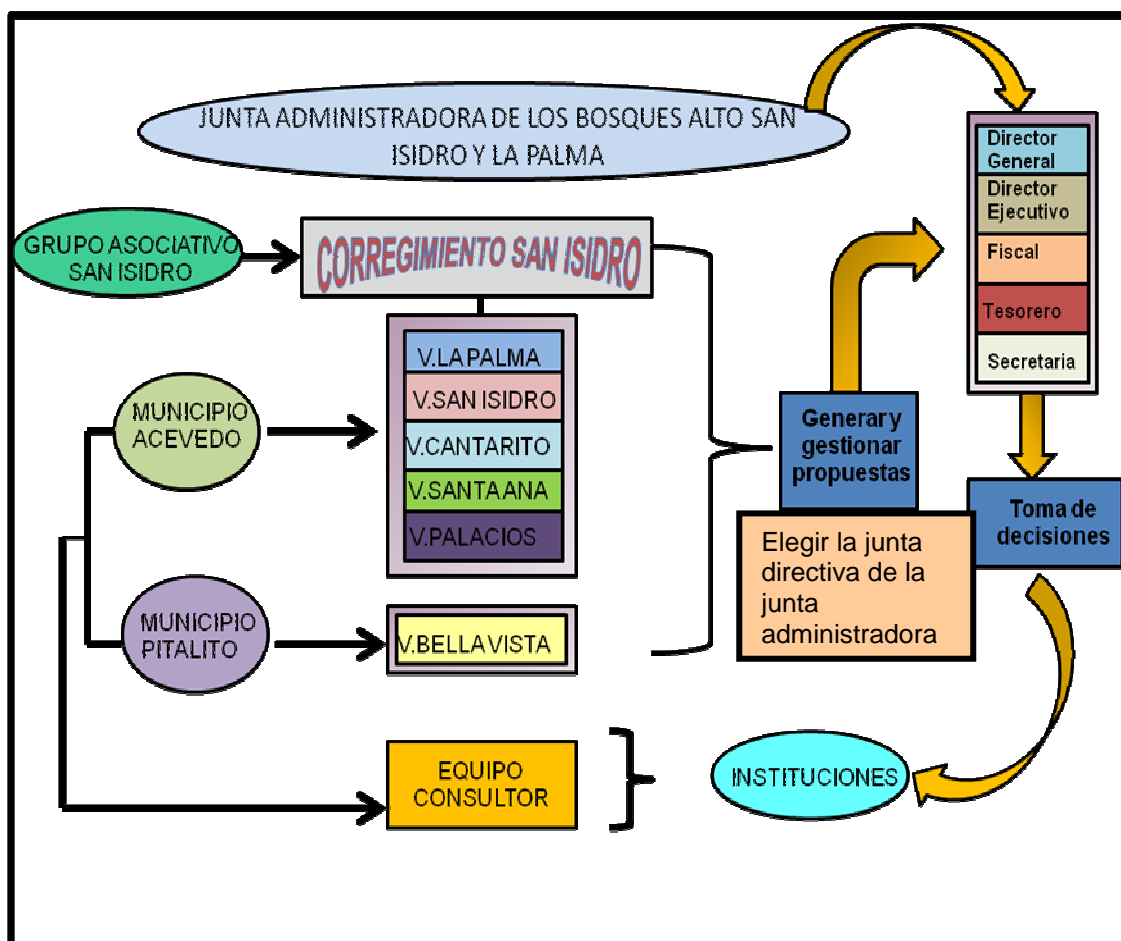 JUNTA ADMINISTRADORA DE LOS BOSQUES ALTO SAN
ISIDRO Y LA PALMA
Director
General
Director
Ejecutivo
Fiscal
Tesorero
Secretaria
GRUPO ASOCIATIVO
SAN ISIDRO
CORREGIMIENTO SAN ISIDRO
V.LA PALMA
V.SAN ISIDRO
V.CANTARITO
V.SANTA ANA
V.PALACIOS
MUNICIPIO
ACEVEDO
MUNICIPIO
PITALITO
V.BELLA VISTA
EQUIPO
CONSULTOR
Generar y
gestionar
propuestas
Elegir la junta
directiva de la
junta
administradora
Toma de
decisiones
INSTITUCIONES